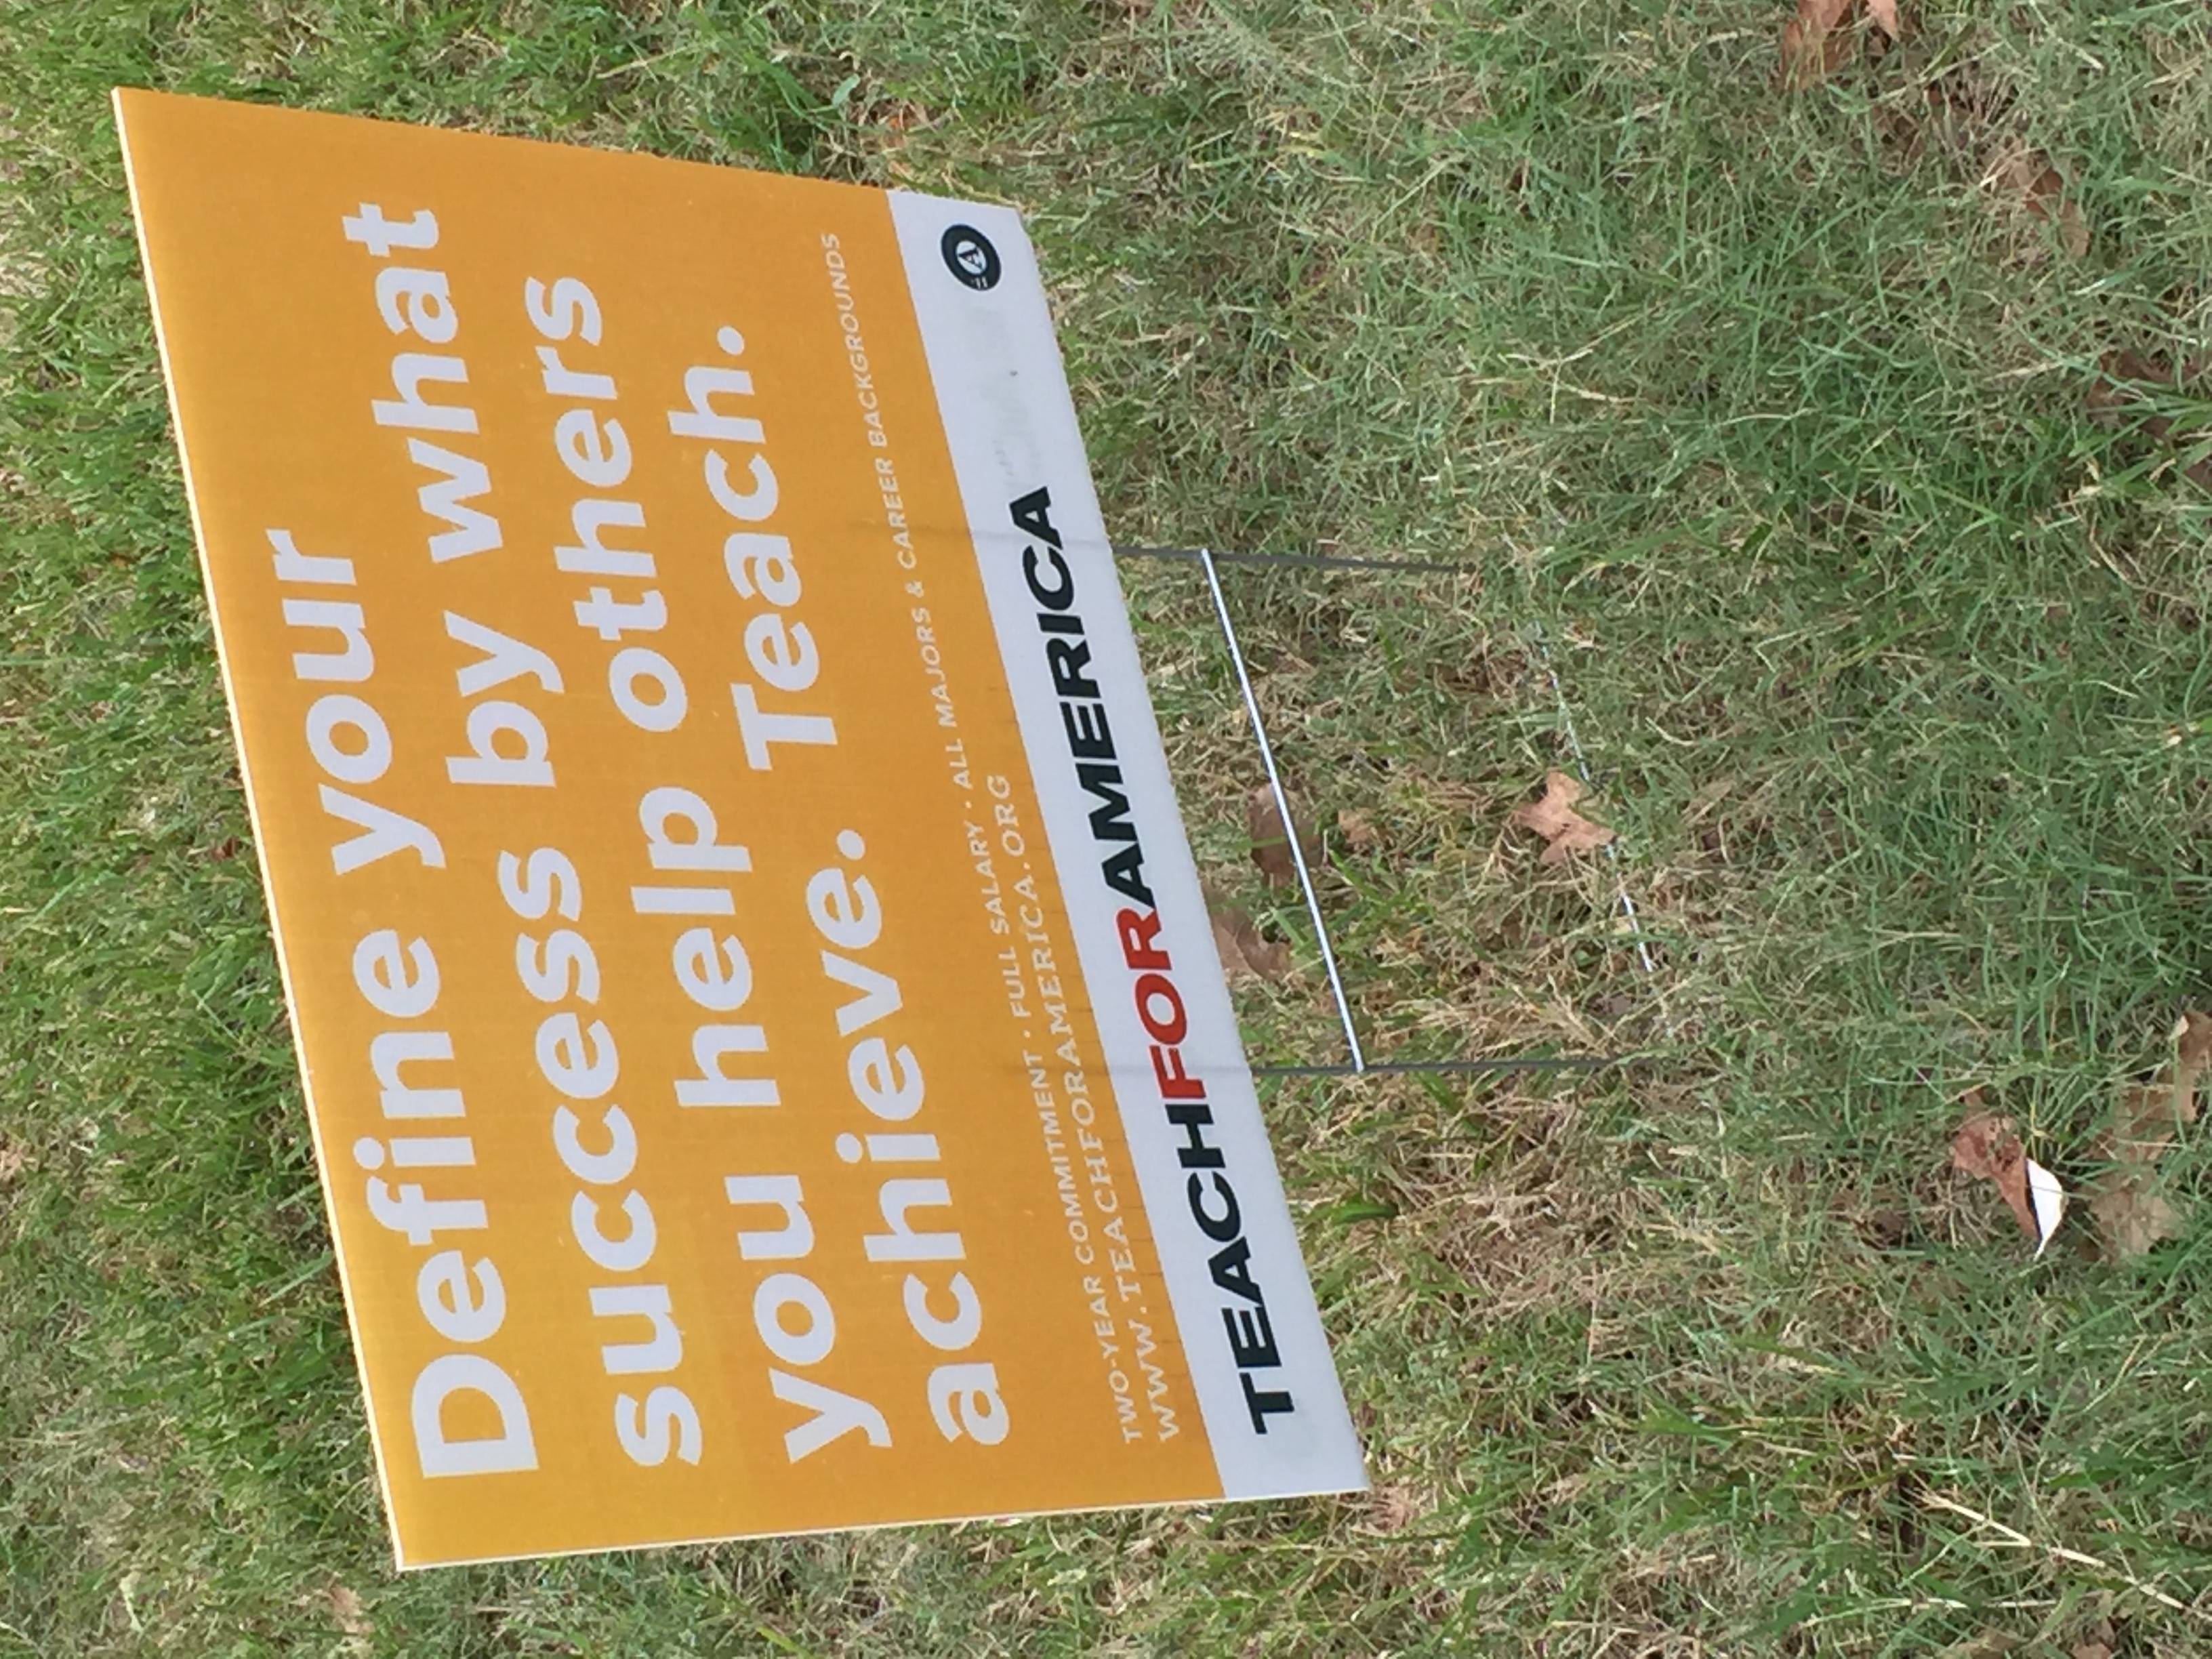 Define your
success by what
you help others
achieve. Teach.
TWO-YEAR COMMITMENT · FULL SALARY · ALL MAJORS & CAREER BACKGROUNDS
WWW.TEACHFORAMERICA.ORG
TEACHFORAMERICA
A